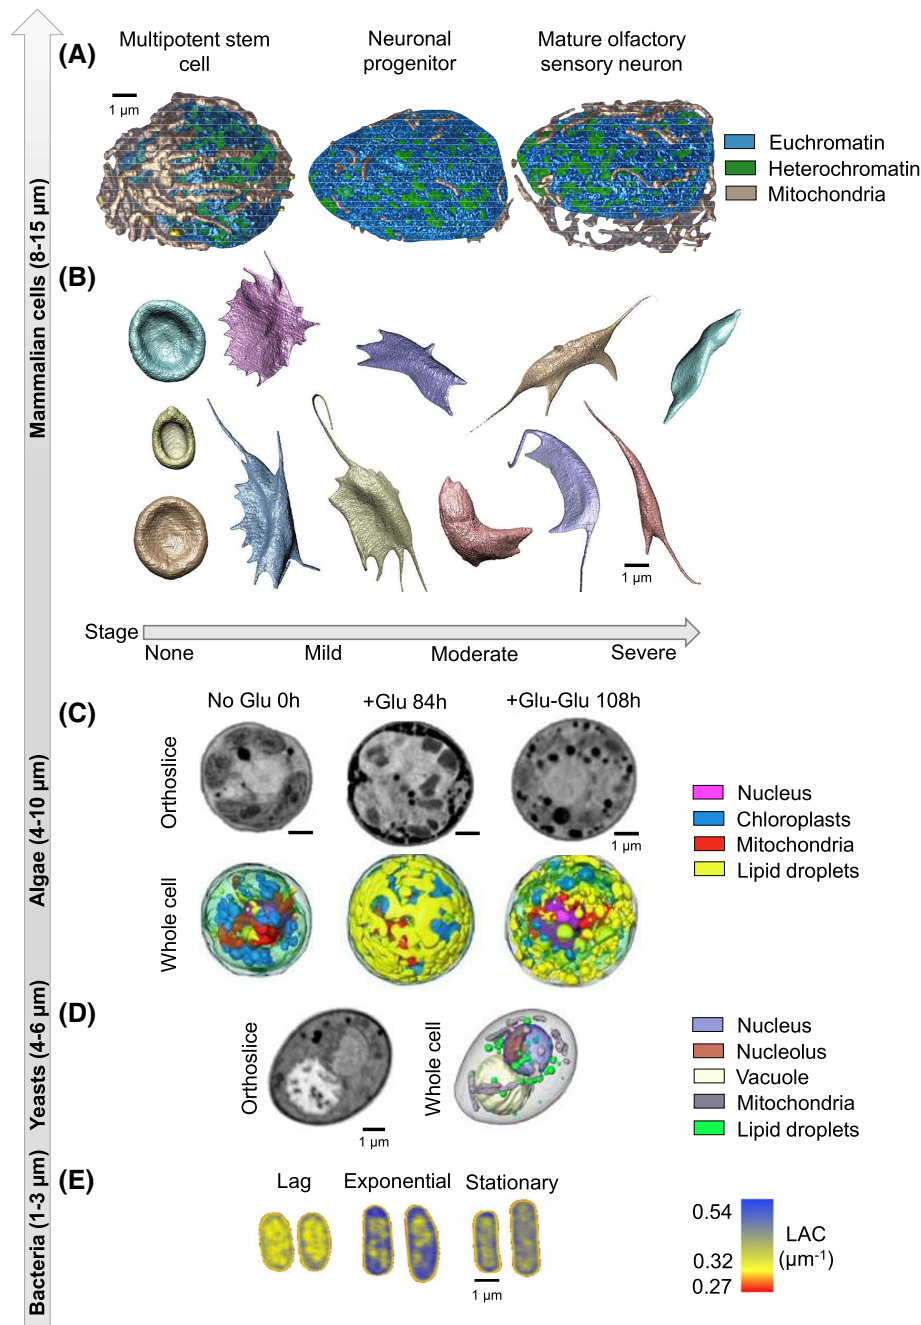 (A)
Multipotent stem
cell
Neuronal
progenitor
Mature olfactory
sensory neuron
1 µm
Euchromatin
Heterochromatin
Mitochondria
Mammalian cells (8-15 µm)
(B)
1 µm
Stage
None
Mild
Moderate
Severe
(C)
No Glu 0h
+Glu 84h
+Glu-Glu 108h
Orthoslice
1 µm
Whole cell
Nucleus
Chloroplasts
Mitochondria
Lipid droplets
Algae (4-10 µm)
(D)
Orthoslice
1 µm
Whole cell
Nucleus
Nucleolus
Vacuole
Mitochondria
Lipid droplets
Yeasts (4-6 µm)
(E)
Lag
Exponential
Stationary
1 µm
0.54
0.32
0.27
LAC
(µm⁻¹)
Bacteria (1-3 µm)